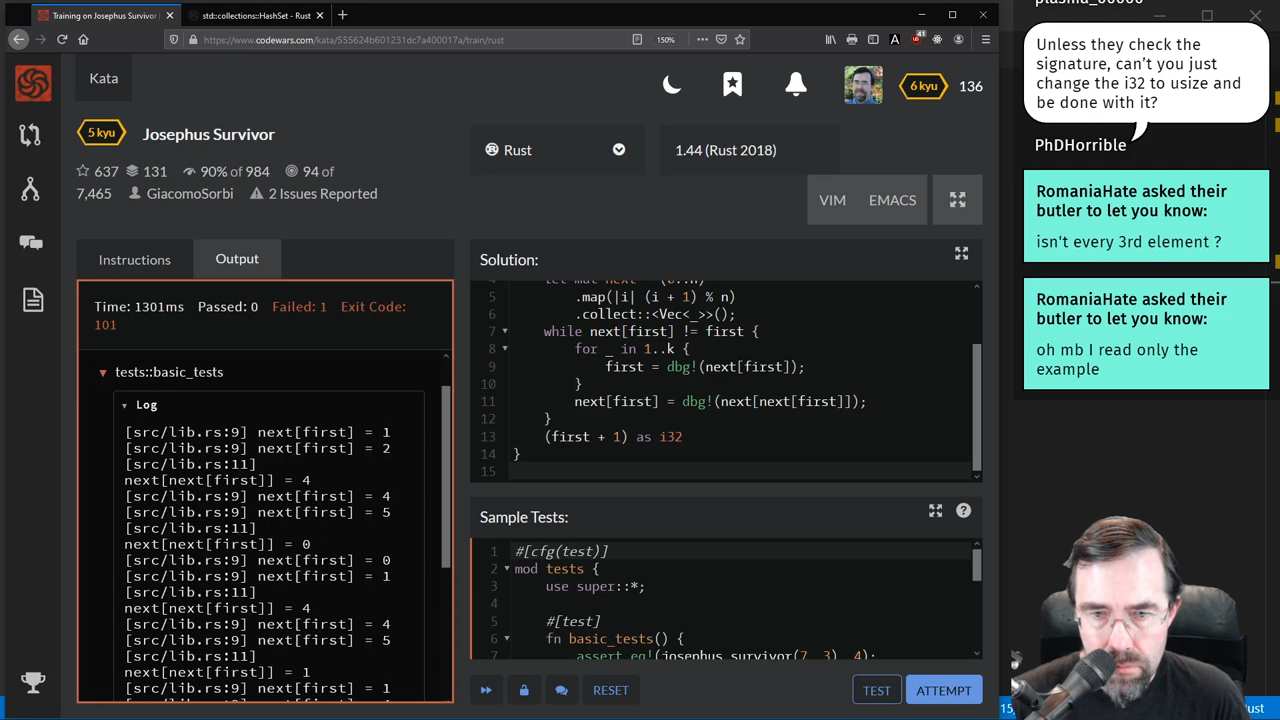 Training on Josephus Survivor
std::collections::HashSet - Rust
https://www.codewars.com/kata/555624b601231dc7a400017a/train/rust
150%
41
Kata
6 kyu
136
5 kyu
Josephus Survivor
637
131
90% of 984
94 of
7,465
GiacomoSorbi
2 Issues Reported
Rust
1.44 (Rust 2018)
VIM
EMACS
Instructions
Output
Time: 1301ms Passed: 0 Failed: 1 Exit Code:
101
tests::basic_tests
Log
[src/lib.rs:9] next[first] = 1
[src/lib.rs:9] next[first] = 2
[src/lib.rs:11]
next[next[first]] = 4
[src/lib.rs:9] next[first] = 4
[src/lib.rs:9] next[first] = 5
[src/lib.rs:11]
next[next[first]] = 0
[src/lib.rs:9] next[first] = 0
[src/lib.rs:9] next[first] = 1
[src/lib.rs:11]
next[next[first]] = 4
[src/lib.rs:9] next[first] = 4
[src/lib.rs:9] next[first] = 5
[src/lib.rs:11]
next[next[first]] = 1
[src/lib.rs:9] next[first] = 1
Solution:
5 .map(|i| (i + 1) % n)
6 .collect::<Vec<_>>();
7 while next[first] != first {
8 for _ in 1..k {
9 first = dbg!(next[first]);
10 }
11 next[first] = dbg!(next[next[first]]);
12 }
13 (first + 1) as i32
14 }
15
Sample Tests:
1 #[cfg(test)]
2 mod tests {
3 use super::*;
4
5 #[test]
6 fn basic_tests() {
7 assert_eq!(josephus_survivor(7, 3), 4);
RESET
TEST
ATTEMPT
plasma_00000
Unless they check the
signature, can't you just
change the i32 to usize and
be done with it?
PhDHorrible
RomaniaHate asked their
butler to let you know:
isn't every 3rd element ?
RomaniaHate asked their
butler to let you know:
oh mb I read only the
example